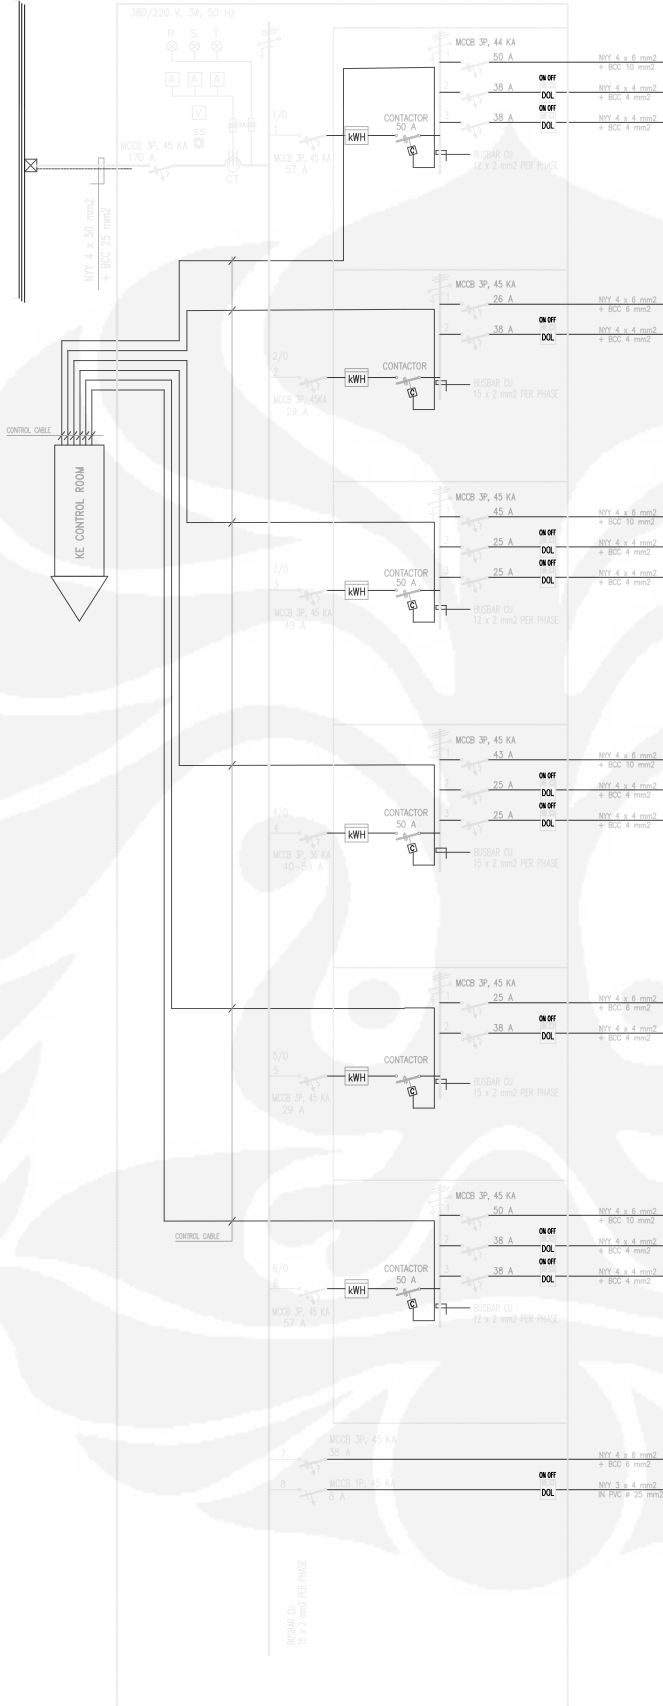 380/220 V, 3Ø, 50 Hz
R S T
A A A
V
SS
MCCB 3P, 45 KA
170 A
CT
NYY 4 x 50 mm2
+ BCC 25 mm2
1/0
1
MCCB 3P, 45 KA
57 A
kWH
CONTACTOR
50 A
C
MCCB 3P, 44 KA
50 A
NYY 4 x 6 mm2
+ BCC 10 mm2
2
38 A
ON OFF
DOL
NYY 4 x 4 mm2
+ BCC 4 mm2
38 A
ON OFF
DOL
NYY 4 x 4 mm2
+ BCC 4 mm2
BUSBAR CU
12 x 2 mm2 PER PHASE
2/0
2
MCCB 3P, 45KA
29 A
kWH
CONTACTOR
C
MCCB 3P, 45 KA
26 A
NYY 4 x 6 mm2
+ BCC 6 mm2
2
38 A
ON OFF
DOL
NYY 4 x 4 mm2
+ BCC 4 mm2
BUSBAR CU
15 x 2 mm2 PER PHASE
CONTROL CABLE
KE CONTROL ROOM
3/0
MCCB 3P, 45 KA
49 A
kWH
CONTACTOR
50 A
C
MCCB 3P, 45 KA
45 A
NYY 4 x 6 mm2
+ BCC 10 mm2
25 A
ON OFF
DOL
NYY 4 x 4 mm2
+ BCC 4 mm2
25 A
ON OFF
DOL
NYY 4 x 4 mm2
+ BCC 4 mm2
BUSBAR CU
12 x 2 mm2 PER PHASE
4
MCCB 3P, 36 KA
40-50 A
kWH
CONTACTOR
50 A
C
MCCB 3P, 45 KA
43 A
NYY 4 x 6 mm2
+ BCC 10 mm2
25 A
ON OFF
DOL
NYY 4 x 4 mm2
+ BCC 4 mm2
25 A
ON OFF
DOL
NYY 4 x 4 mm2
+ BCC 4 mm2
BUSBAR CU
15 x 2 mm2 PER PHASE
5/0
5
MCCB 3P, 45 KA
29 A
kWH
CONTACTOR
C
MCCB 3P, 45 KA
25 A
NYY 4 x 6 mm2
+ BCC 6 mm2
38 A
ON OFF
DOL
NYY 4 x 4 mm2
+ BCC 4 mm2
BUSBAR CU
15 x 2 mm2 PER PHASE
CONTROL CABLE
6/0
MCCB 3P, 45 KA
57 A
kWH
CONTACTOR
50 A
C
MCCB 3P, 45 KA
50 A
NYY 4 x 6 mm2
+ BCC 10 mm2
2
38 A
ON OFF
DOL
NYY 4 x 4 mm2
+ BCC 4 mm2
3
38 A
ON OFF
DOL
NYY 4 x 4 mm2
+ BCC 4 mm2
BUSBAR CU
12 x 2 mm2 PER PHASE
7
MCCB 3P, 45 KA
38 A
NYY 4 x 6 mm2
+ BCC 6 mm2
8
MCCB 1P, 45 KA
6 A
ON OFF
DOL
NYY 3 x 4 mm2
IN PVC ø 25 mm2
BUSBAR CU
15 x 2 mm2 PER PHASE